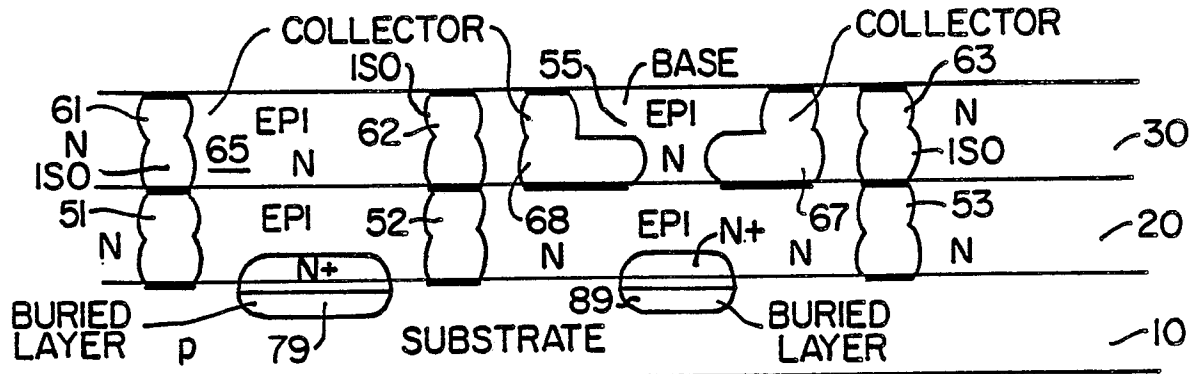 COLLECTOR
COLLECTOR
ISO 55 BASE 63
61 EPI 62 EPI N
N 65 N N 30
ISO 68 67 ISO
51 EPI 52 EPI 53
N N N+ N N 20
N+
BURIED LAYER 79 89 BURIED LAYER
p SUBSTRATE 10